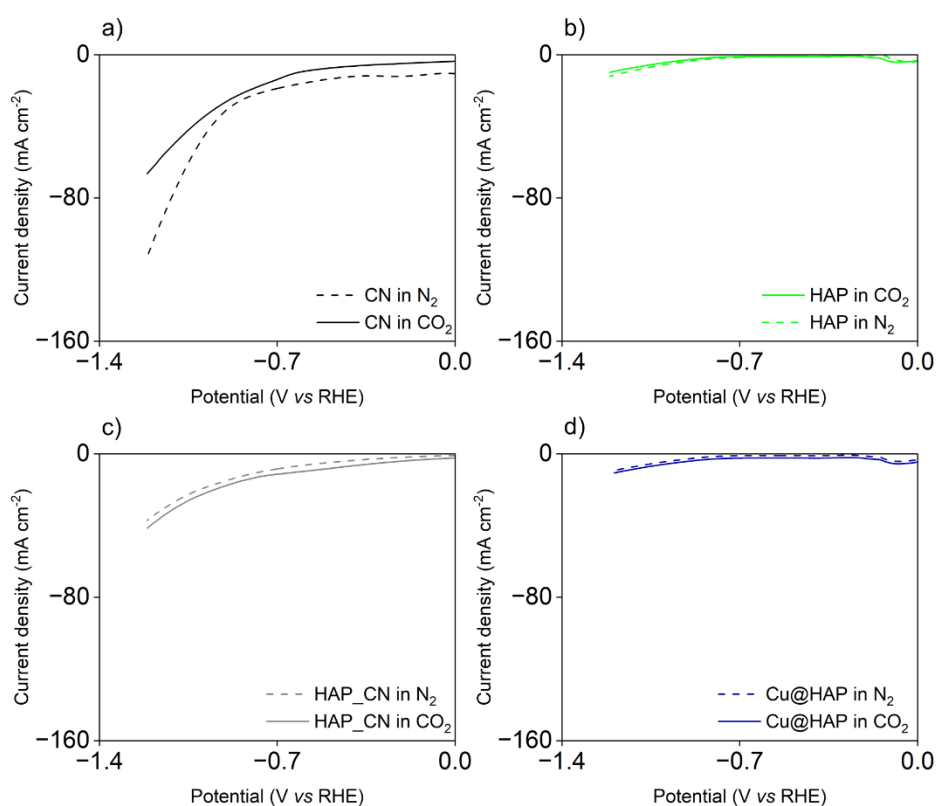 a)
0
−80
−160
−1.4
−0.7
0.0
Current density (mA cm⁻²)
Potential (V vs RHE)
CN in N₂
CN in CO₂
b)
0
−80
−160
−1.4
−0.7
0.0
Current density (mA cm⁻²)
Potential (V vs RHE)
HAP in CO₂
HAP in N₂
c)
0
−80
−160
−1.4
−0.7
0.0
Current density (mA cm⁻²)
Potential (V vs RHE)
HAP_CN in N₂
HAP_CN in CO₂
d)
0
−80
−160
−1.4
−0.7
0.0
Current density (mA cm⁻²)
Potential (V vs RHE)
Cu@HAP in N₂
Cu@HAP in CO₂